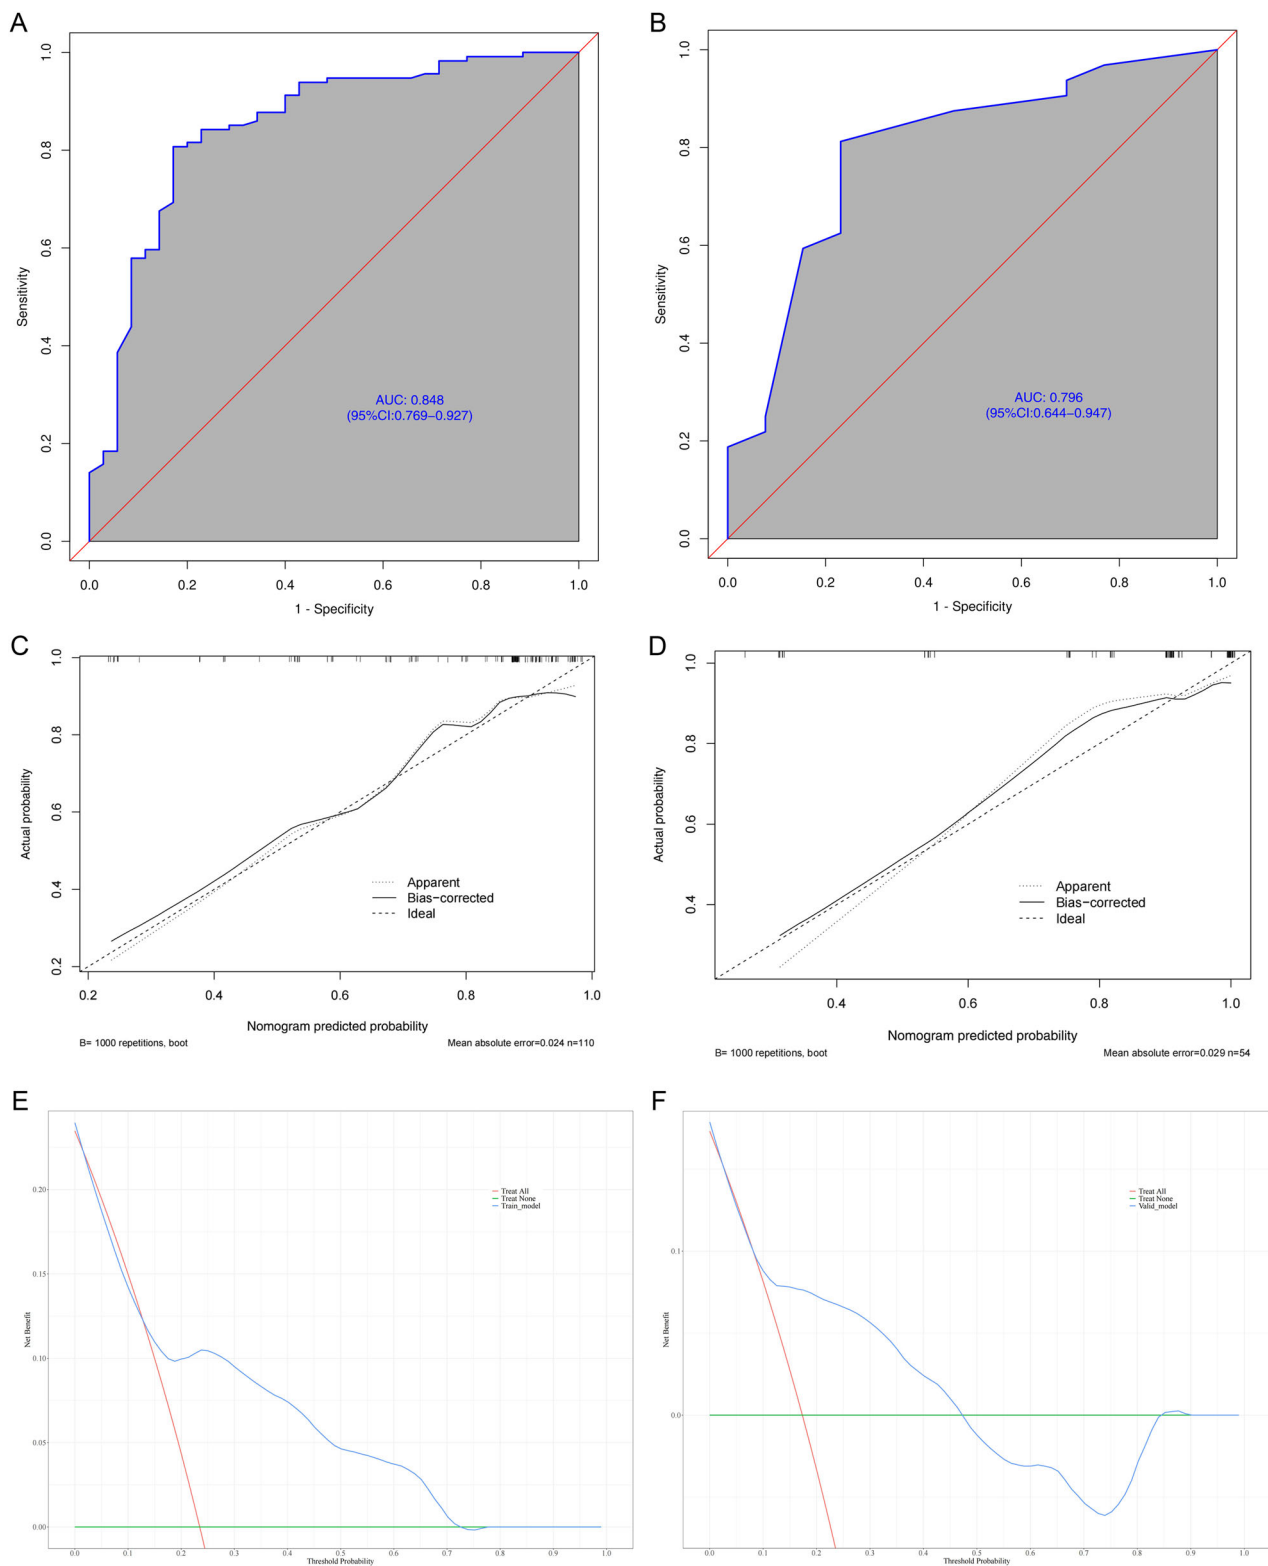 A
1.0
0.8
0.6
0.4
0.2
0.0
Sensitivity
AUC: 0.848
(95%CI:0.769–0.927)
0.0 0.2 0.4 0.6 0.8 1.0
1 - Specificity
B
1.0
0.8
0.6
0.4
0.2
0.0
Sensitivity
AUC: 0.796
(95%CI:0.644–0.947)
0.0 0.2 0.4 0.6 0.8 1.0
1 - Specificity
C
1.0
0.8
0.6
0.4
0.2
Actual probability
Apparent
Bias−corrected
Ideal
0.2 0.4 0.6 0.8 1.0
Nomogram predicted probability
B= 1000 repetitions, boot
Mean absolute error=0.024 n=110
D
1.0
0.8
0.6
0.4
Actual probability
Apparent
Bias−corrected
Ideal
0.4 0.6 0.8 1.0
Nomogram predicted probability
B= 1000 repetitions, boot
Mean absolute error=0.029 n=54
E
0.20
0.15
0.10
0.05
0.00
Net Benefit
Treat All
Treat None
Train_model
0.0 0.1 0.2 0.3 0.4 0.5 0.6 0.7 0.8 0.9 1.0
Threshold Probability
F
0.1
0.0
Net Benefit
Treat All
Treat None
Valid_model
0.0 0.1 0.2 0.3 0.4 0.5 0.6 0.7 0.8 0.9 1.0
Threshold Probability